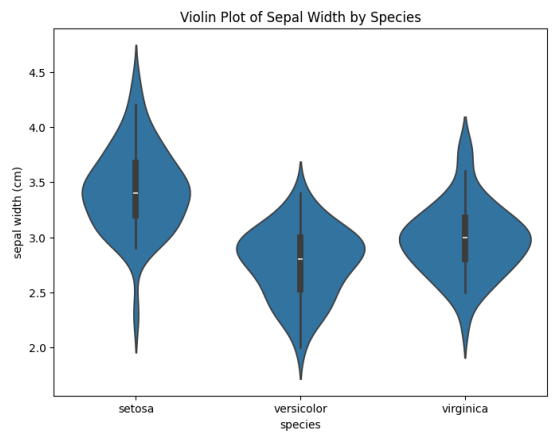 Violin Plot of Sepal Width by Species
sepal width (cm)
4.5
4.0
3.5
3.0
2.5
2.0
setosa
versicolor
virginica
species